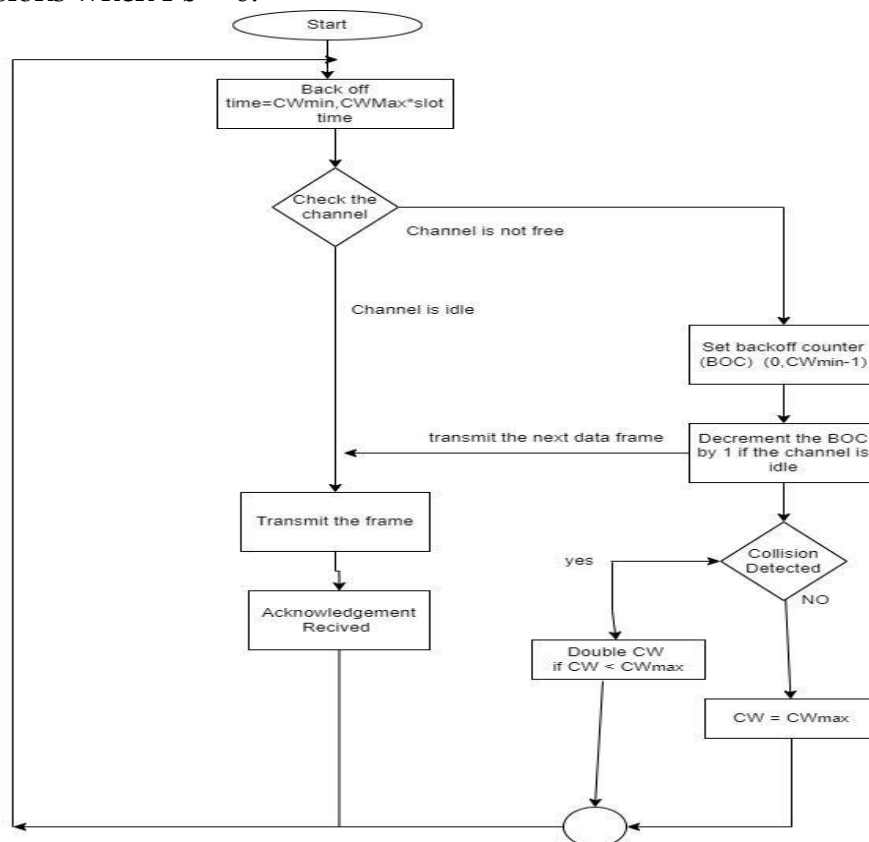 Start
Back off
time=CWmin,CWMax*slot
time
Check the
channel
Channel is not free
Channel is idle
Set backoff counter
(BOC) (0,CWmin-1)
transmit the next data frame
Decrement the BOC
by 1 if the channel is
idle
Transmit the frame
Collision
Detected
yes
NO
Acknowledgement
Recived
Double CW
if CW < CWmax
CW = CWmax